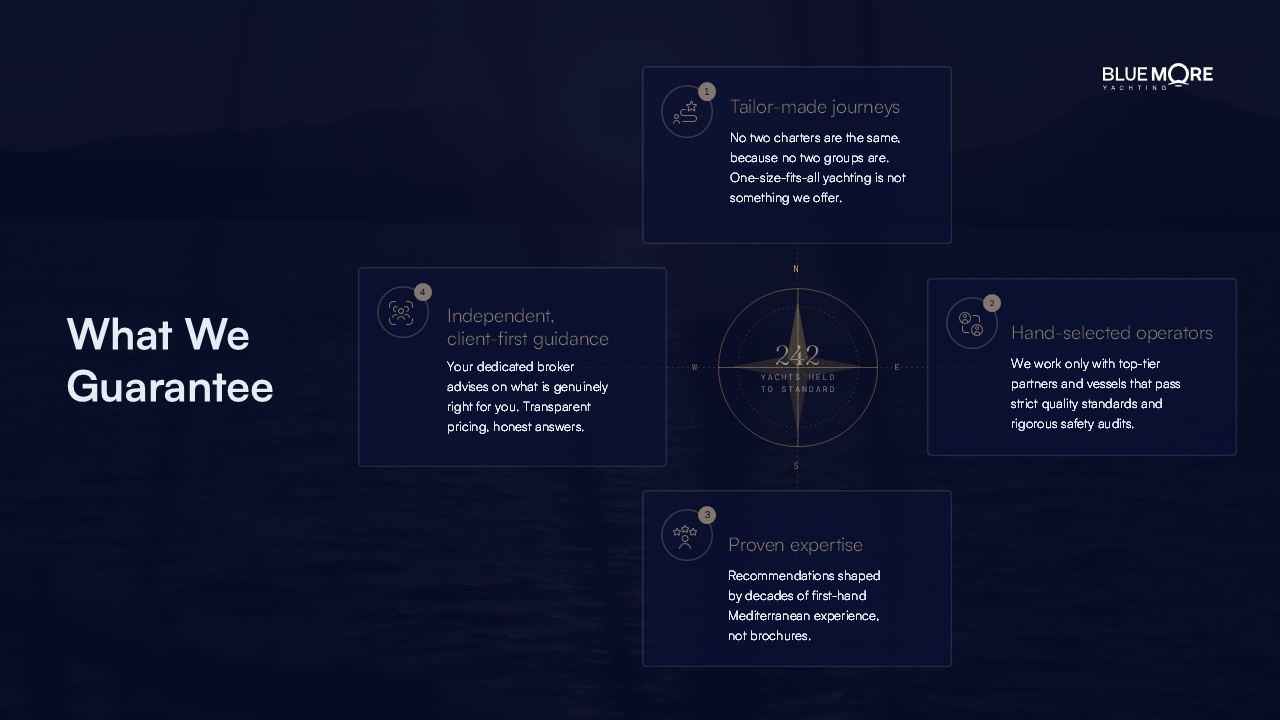 BLUE MORE
YACHTING
What We
Guarantee
1
Tailor-made journeys
No two charters are the same,
because no two groups are.
One-size-fits-all yachting is not
something we offer.
2
Hand-selected operators
We work only with top-tier
partners and vessels that pass
strict quality standards and
rigorous safety audits.
3
Proven expertise
Recommendations shaped
by decades of first-hand
Mediterranean experience,
not brochures.
4
Independent,
client-first guidance
Your dedicated broker
advises on what is genuinely
right for you. Transparent
pricing, honest answers.
N
W
E
S
242
YACHTS HELD
TO STANDARD